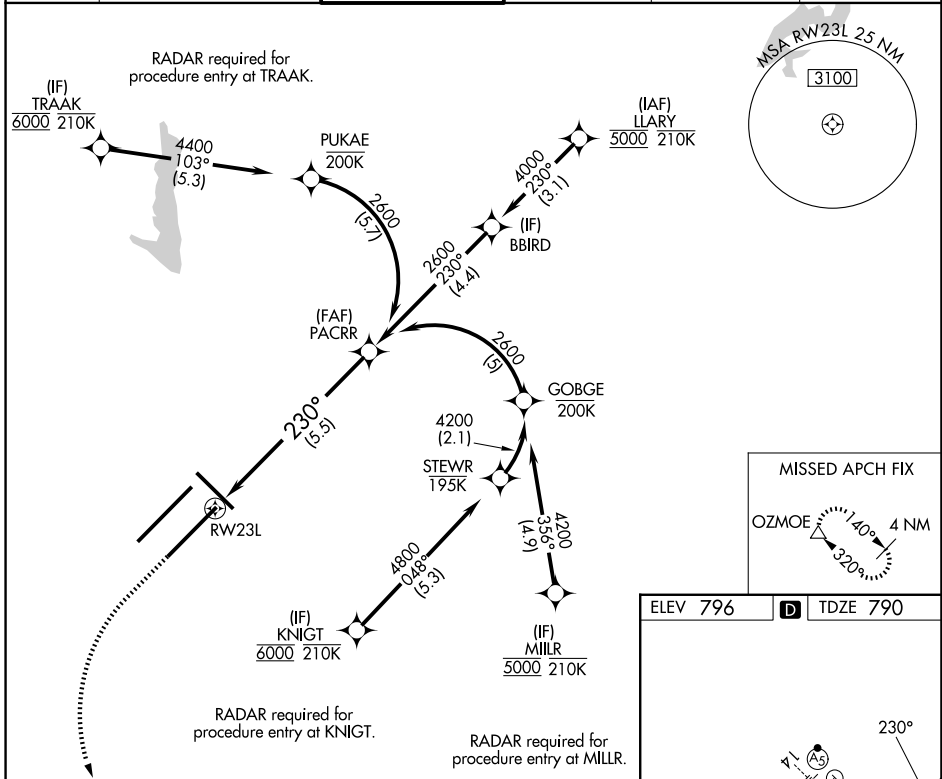 RADAR required for
procedure entry at TRAAK.
(IF)
TRAAK
6000 210K
4400
103°
(5.3)
PUKAE
200K
2600
(5.7)
(IAF)
LLARY
5000 210K
4000
230°
(3.1)
(IF)
BBIRD
2600
230°
(4.4)
MSA RW23L 25 NM
3100
(FAF)
PACRR
2600
(5)
GOBGE
200K
230°
(5.5)
4200
(2.1)
STEWR
195K
RW23L
4200
356°
(4.9)
4800
048°
(5.3)
(IF)
KNIGT
6000 210K
(IF)
MIILR
5000 210K
RADAR required for
procedure entry at KNIGT.
RADAR required for
procedure entry at MILLR.
MISSED APCH FIX
OZMOE
140°
4 NM
320°
ELEV 796
D
TDZE 790
230°
A5
1.4